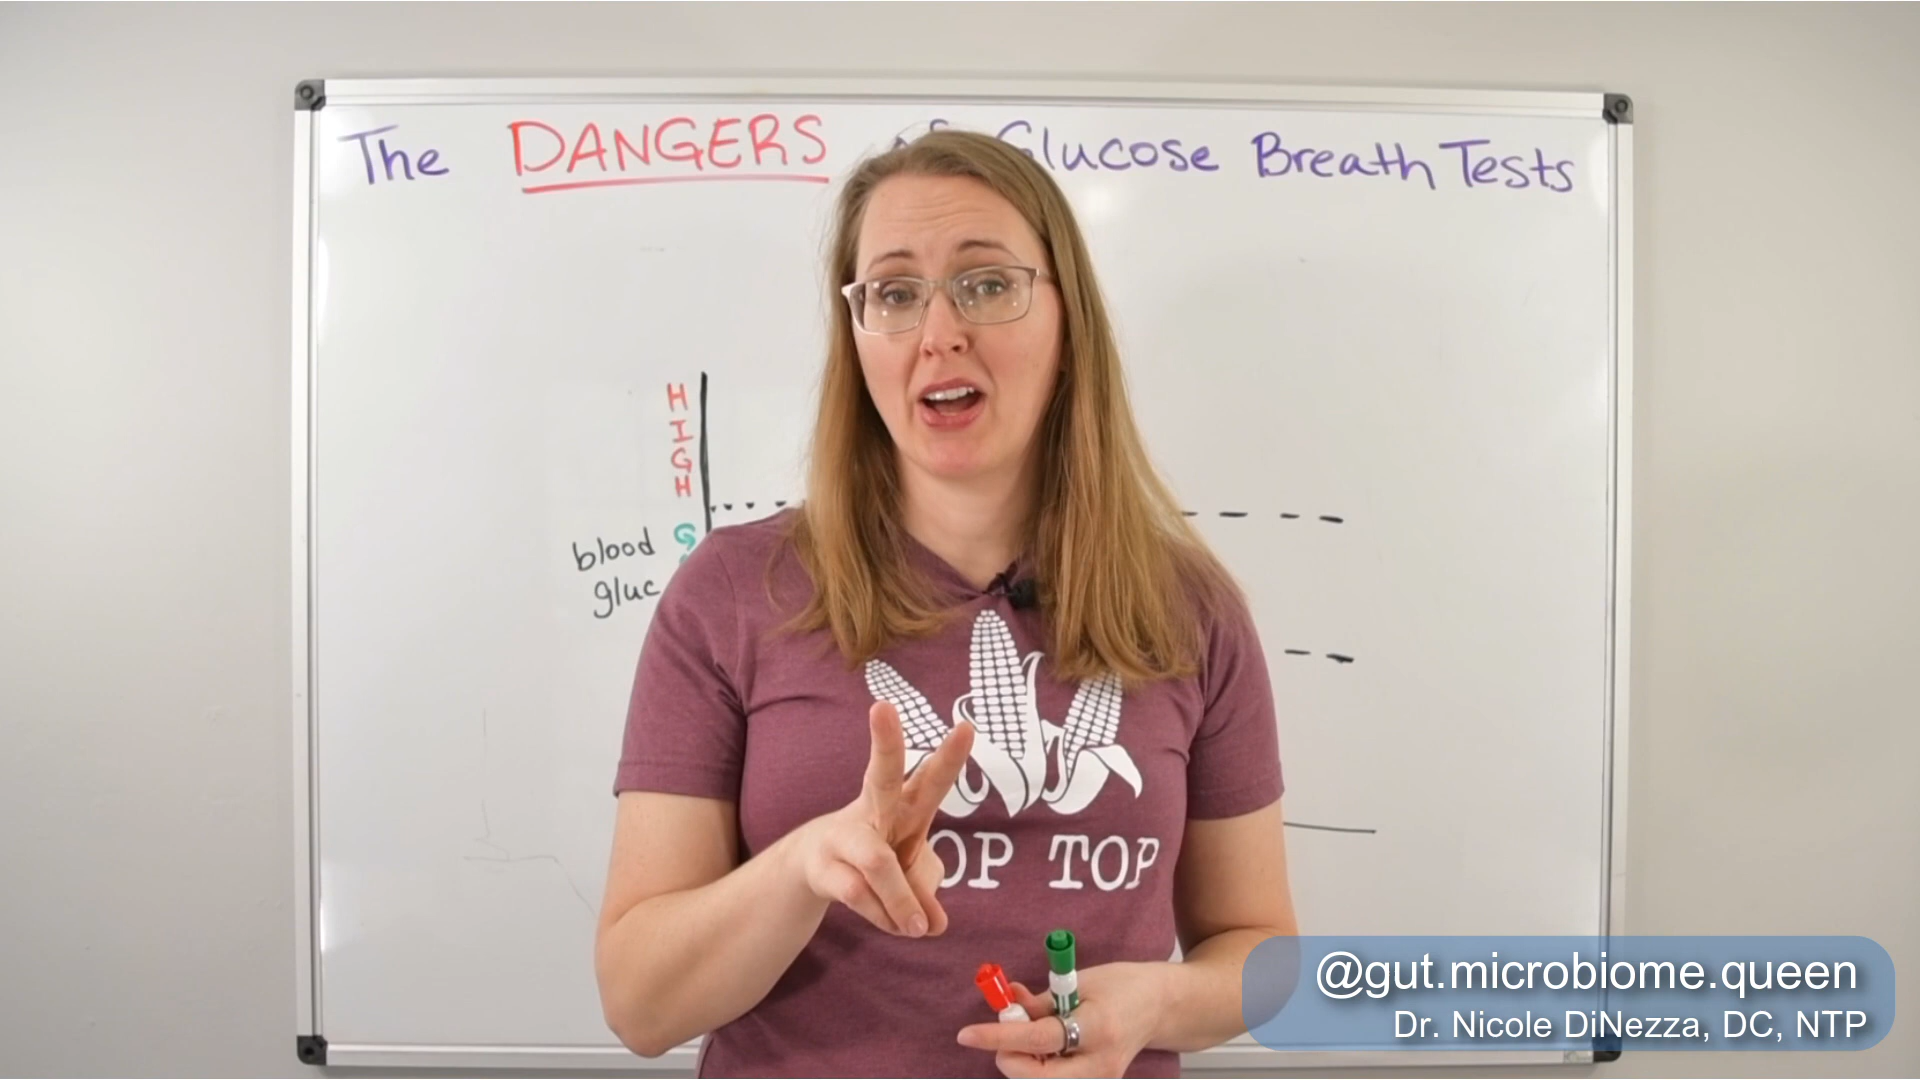 The DANGERS Glucose Breath Tests
HIGH
blood
gluc
OP TOP
@gut.microbiome.queen
Dr. Nicole DiNezza, DC, NTP